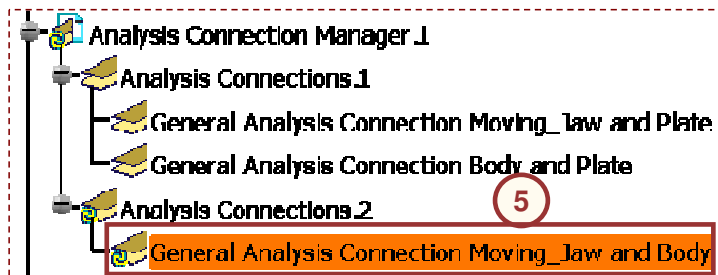 Analysis Connection Manager.1
Analysis Connections.1
General Analysis Connection Moving_Jaw and Plate
General Analysis Connection Body and Plate
Analysis Connections.2
5
General Analysis Connection Moving_Jaw and Body